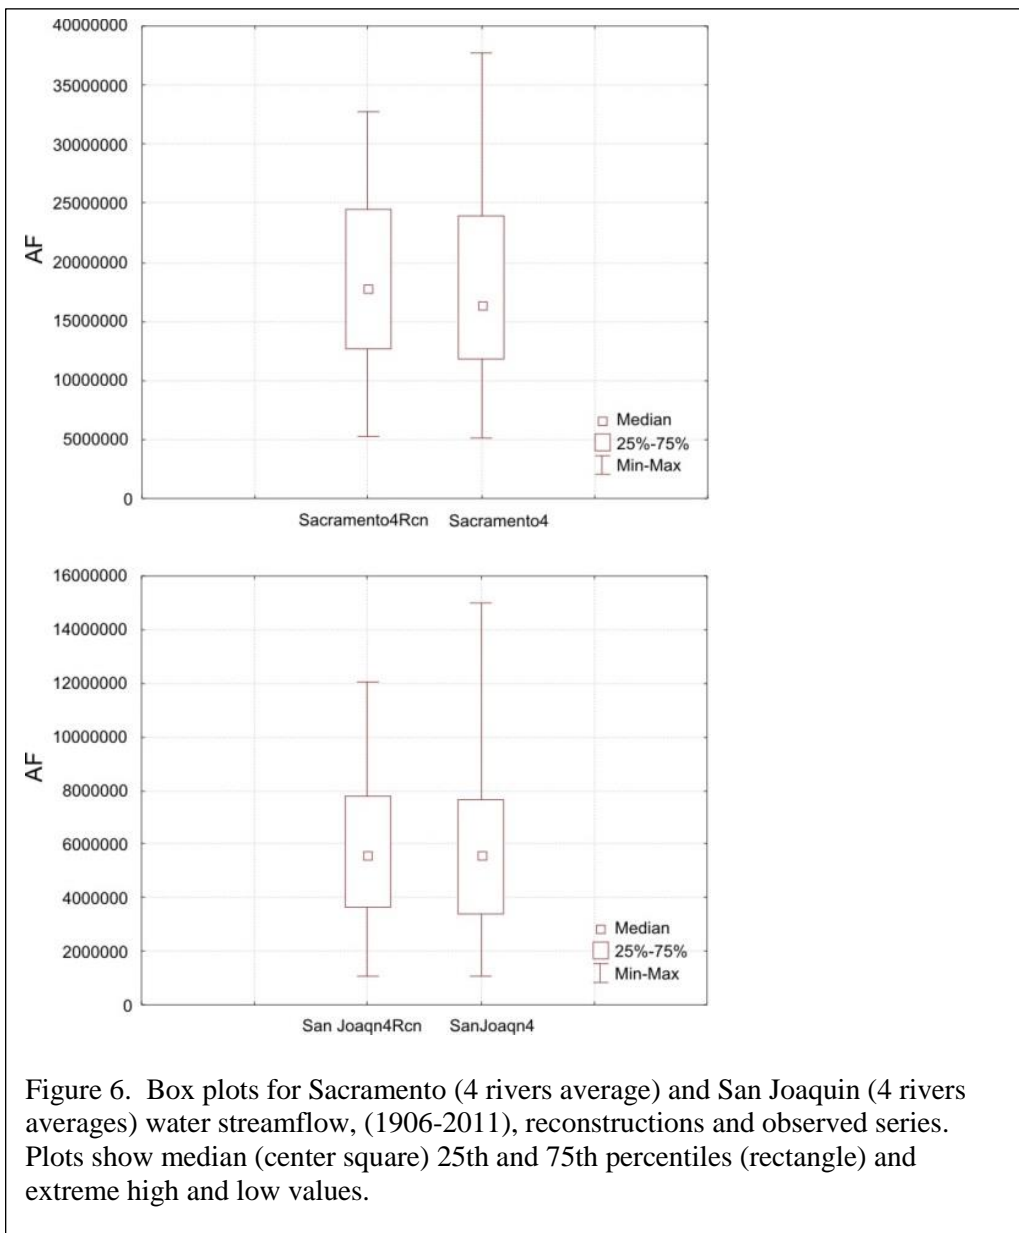 40000000
35000000
30000000
25000000
20000000
15000000
10000000
5000000
0
AF
Median
25%-75%
Min-Max
Sacramento4Rcn Sacramento4
16000000
14000000
12000000
10000000
8000000
6000000
4000000
2000000
0
AF
Median
25%-75%
Min-Max
San Joaqn4Rcn SanJoaqn4
Figure 6. Box plots for Sacramento (4 rivers average) and San Joaquin (4 rivers
averages) water streamflow, (1906-2011), reconstructions and observed series.
Plots show median (center square) 25th and 75th percentiles (rectangle) and
extreme high and low values.